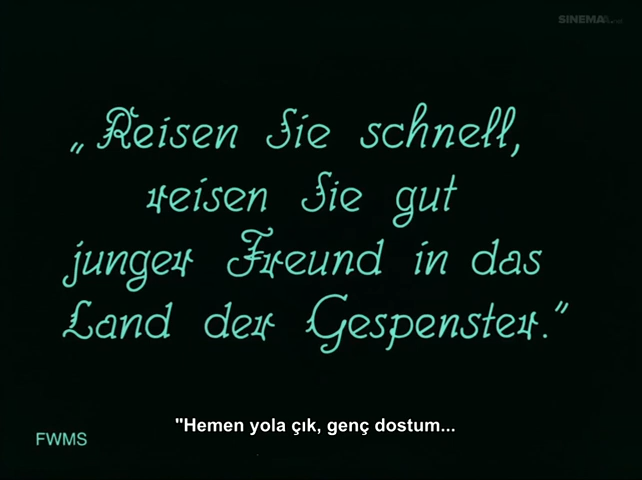 SINEMA
„Reisen Sie schnell,
reisen Sie gut
junger Freund in das
Land der Gespenster.“
"Hemen yola çık, genç dostum...
FWMS